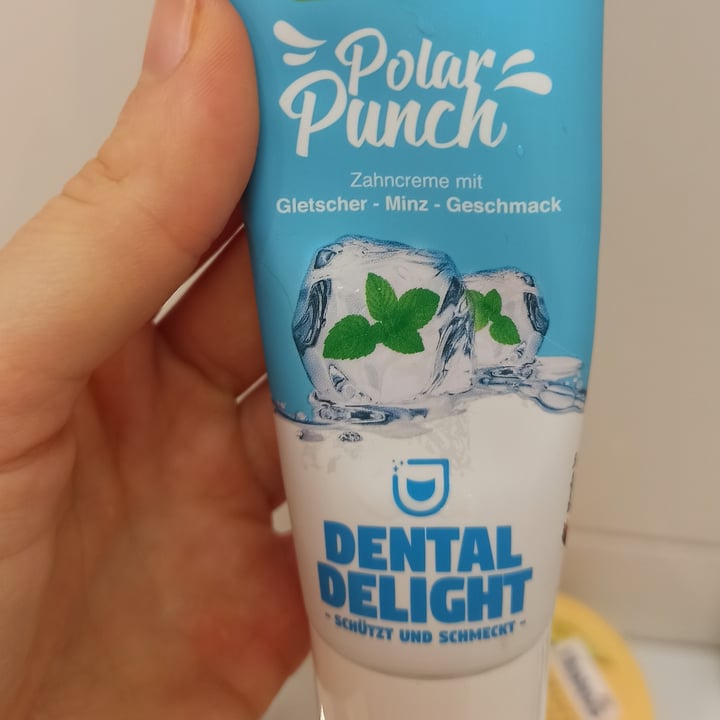 Polar
Punch
Zahncreme mit
Gletscher - Minz - Geschmack
DENTAL
DELIGHT
- SCHÜTZT UND SCHMECKT -